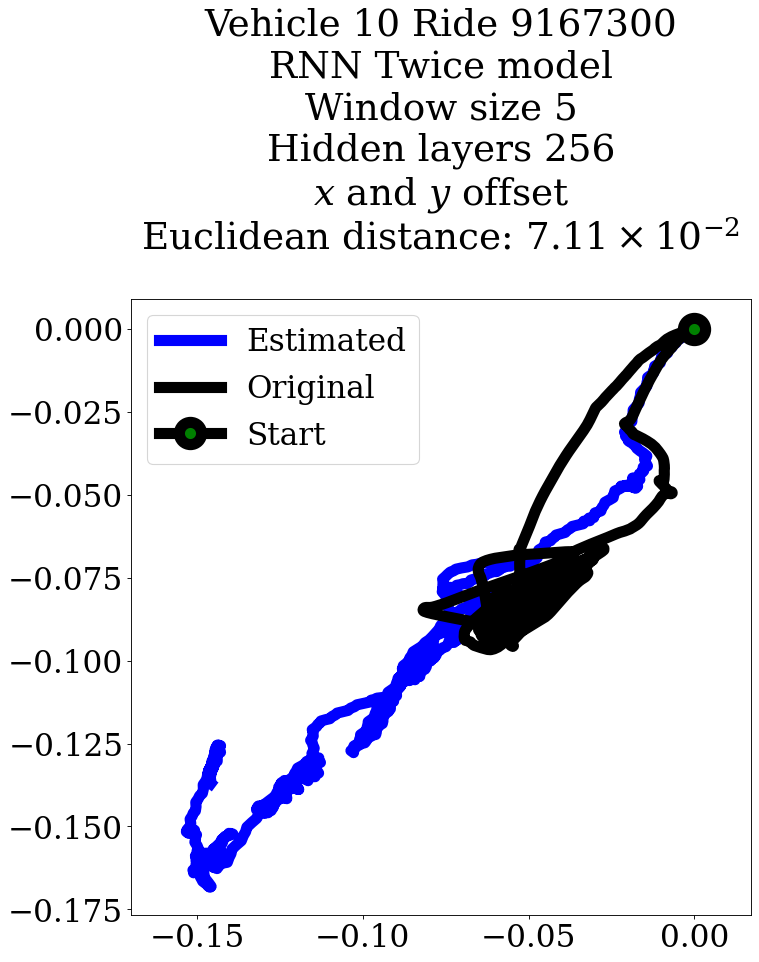 Vehicle 10 Ride 9167300
RNN Twice model
Window size 5
Hidden layers 256
x and y offset
Euclidean distance: 7.11 × 10⁻²
Estimated
Original
Start
0.000
−0.025
−0.050
−0.075
−0.100
−0.125
−0.150
−0.175
−0.15 −0.10 −0.05 0.00